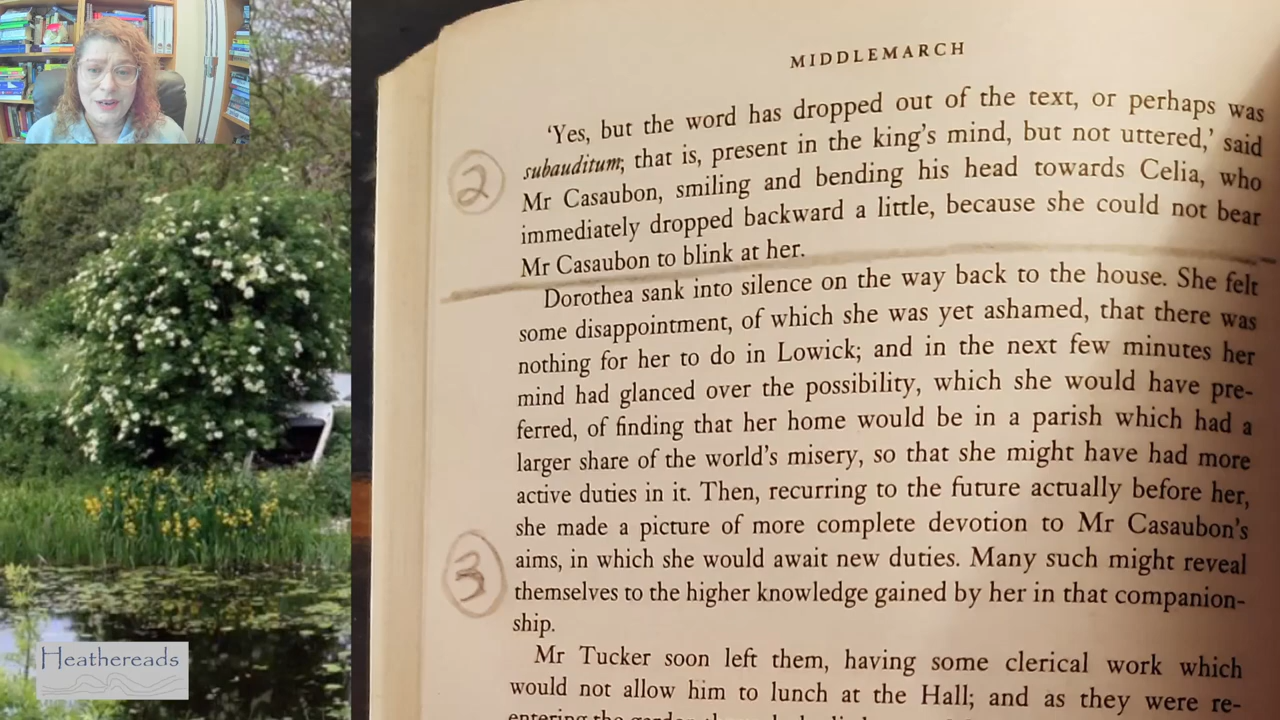 MIDDLEMARCH
‘Yes, but the word has dropped out of the text, or perhaps was
subauditum; that is, present in the king’s mind, but not uttered,’ said
2
Mr Casaubon, smiling and bending his head towards Celia, who
immediately dropped backward a little, because she could not bear
Mr Casaubon to blink at her.
Dorothea sank into silence on the way back to the house. She felt
some disappointment, of which she was yet ashamed, that there was
nothing for her to do in Lowick; and in the next few minutes her
mind had glanced over the possibility, which she would have pre-
ferred, of finding that her home would be in a parish which had a
larger share of the world’s misery, so that she might have had more
active duties in it. Then, recurring to the future actually before her,
she made a picture of more complete devotion to Mr Casaubon’s
aims, in which she would await new duties. Many such might reveal
3
themselves to the higher knowledge gained by her in that companion-
ship.
Mr Tucker soon left them, having some clerical work which
would not allow him to lunch at the Hall; and as they were re-
Heathereads